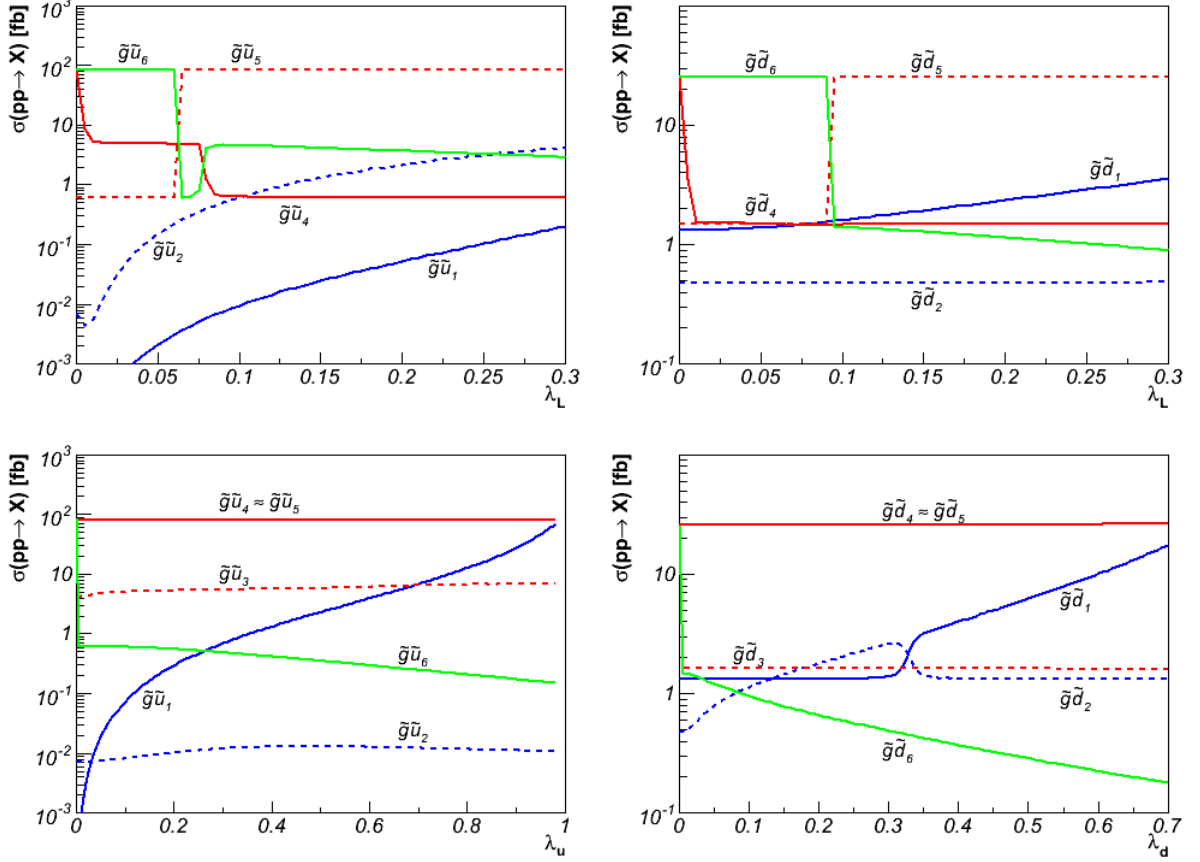 σ(pp→ X) [fb]
10³
10²
10
1
10⁻¹
10⁻²
10⁻³
g̃ũ₆
g̃ũ₅
g̃ũ₄
g̃ũ₂
g̃ũ₁
0 0.05 0.1 0.15 0.2 0.25 0.3
λ_L
σ(pp→ X) [fb]
10
1
10⁻¹
g̃d̃₆
g̃d̃₅
g̃d̃₄
g̃d̃₁
g̃d̃₂
0 0.05 0.1 0.15 0.2 0.25 0.3
λ_L
σ(pp→ X) [fb]
10³
10²
10
1
10⁻¹
10⁻²
10⁻³
g̃ũ₄ ≈ g̃ũ₅
g̃ũ₃
g̃ũ₆
g̃ũ₁
g̃ũ₂
0 0.2 0.4 0.6 0.8 1
λ_u
σ(pp→ X) [fb]
10
1
10⁻¹
g̃d̃₄ ≈ g̃d̃₅
g̃d̃₁
g̃d̃₃
g̃d̃₂
g̃d̃₆
0 0.1 0.2 0.3 0.4 0.5 0.6 0.7
λ_d